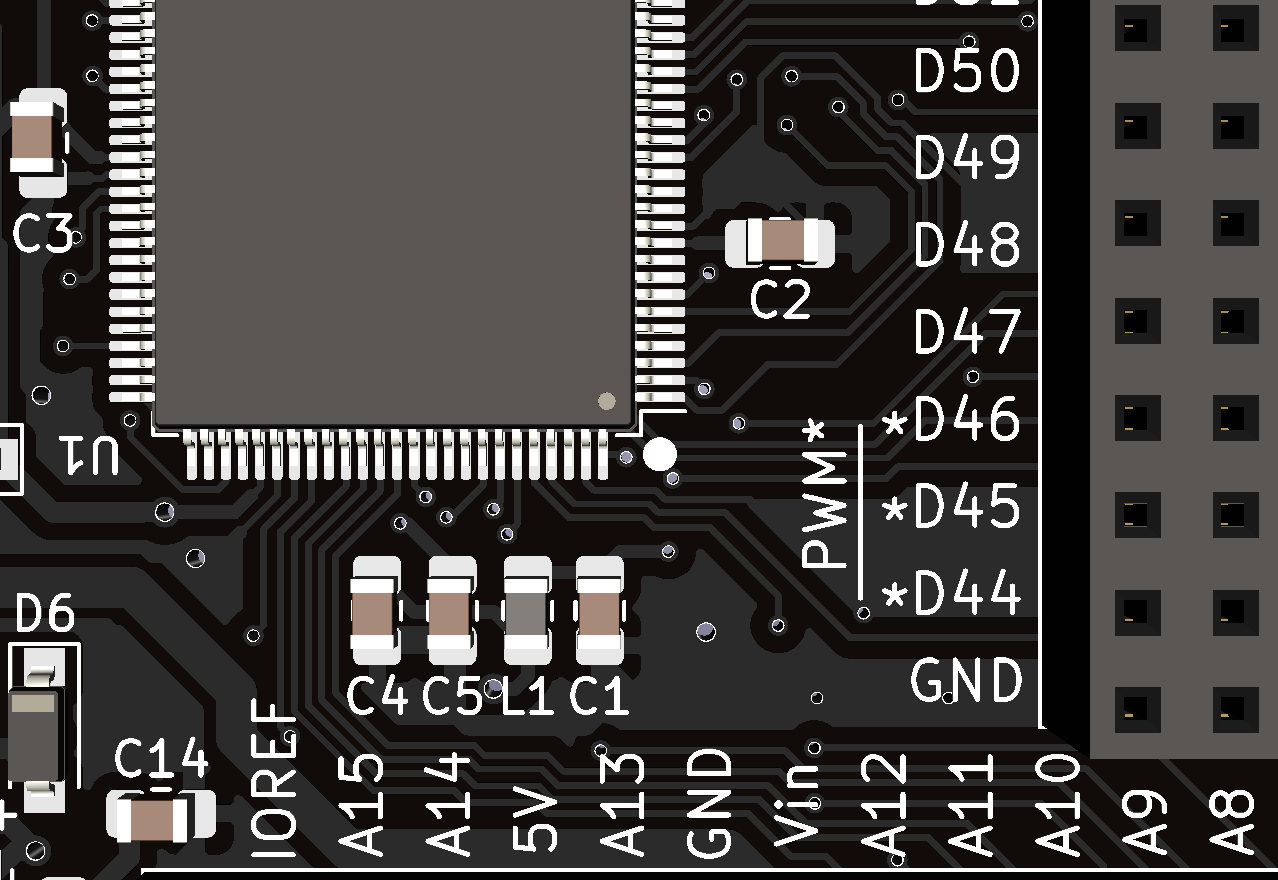 D50
D49
D48
D47
*D46
*D45
*D44
GND
PWM*
C3
C2
U1
D6
C4 C5 L1 C1
C14
IOREF
A15
A14
5V
A13
GND
Vin
A12
A11
A10
A9
A8